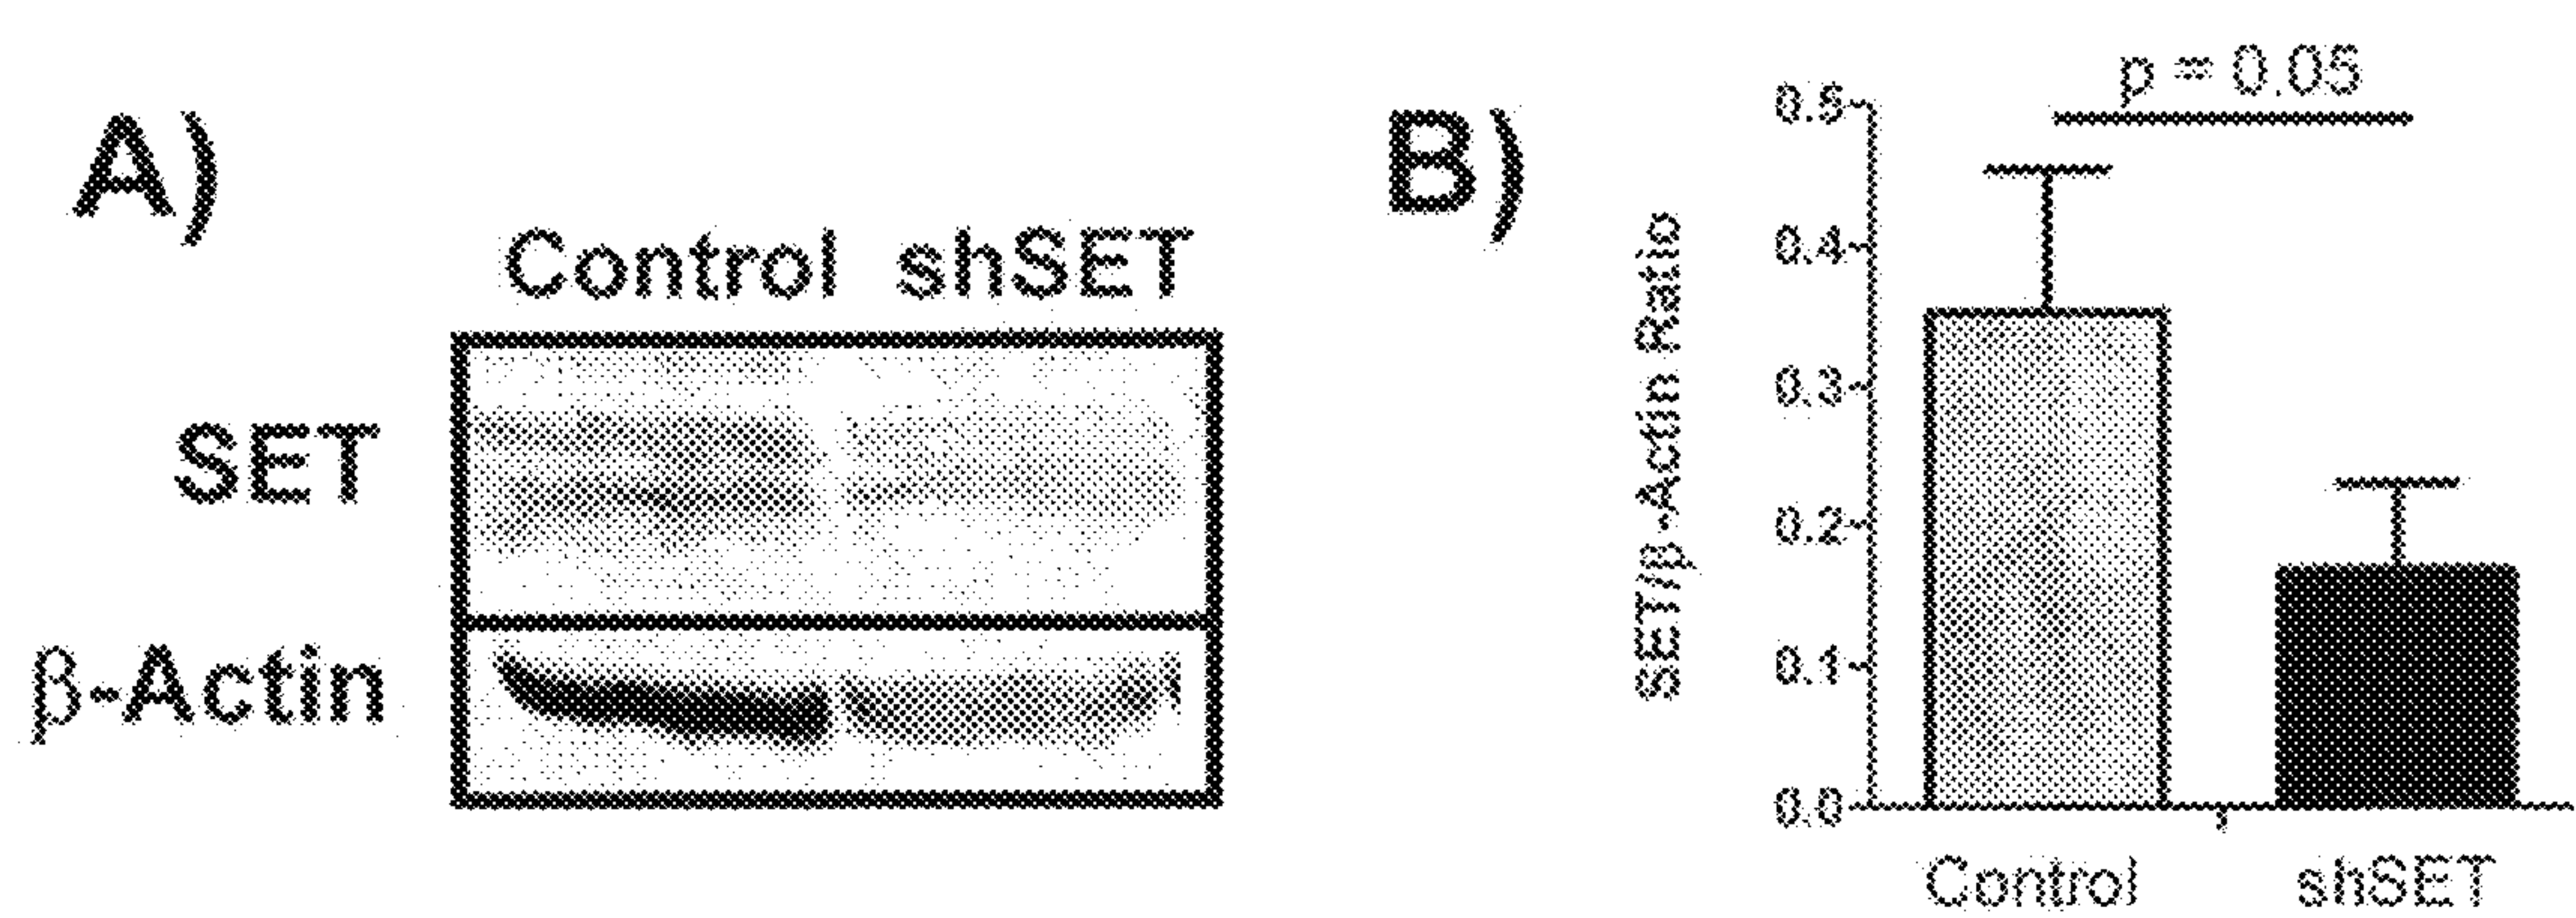 A)
Control shSET
SET
β-Actin
B)
p = 0.05
SET/β-Actin Ratio
0.5
0.4
0.3
0.2
0.1
0.0
Control shSET